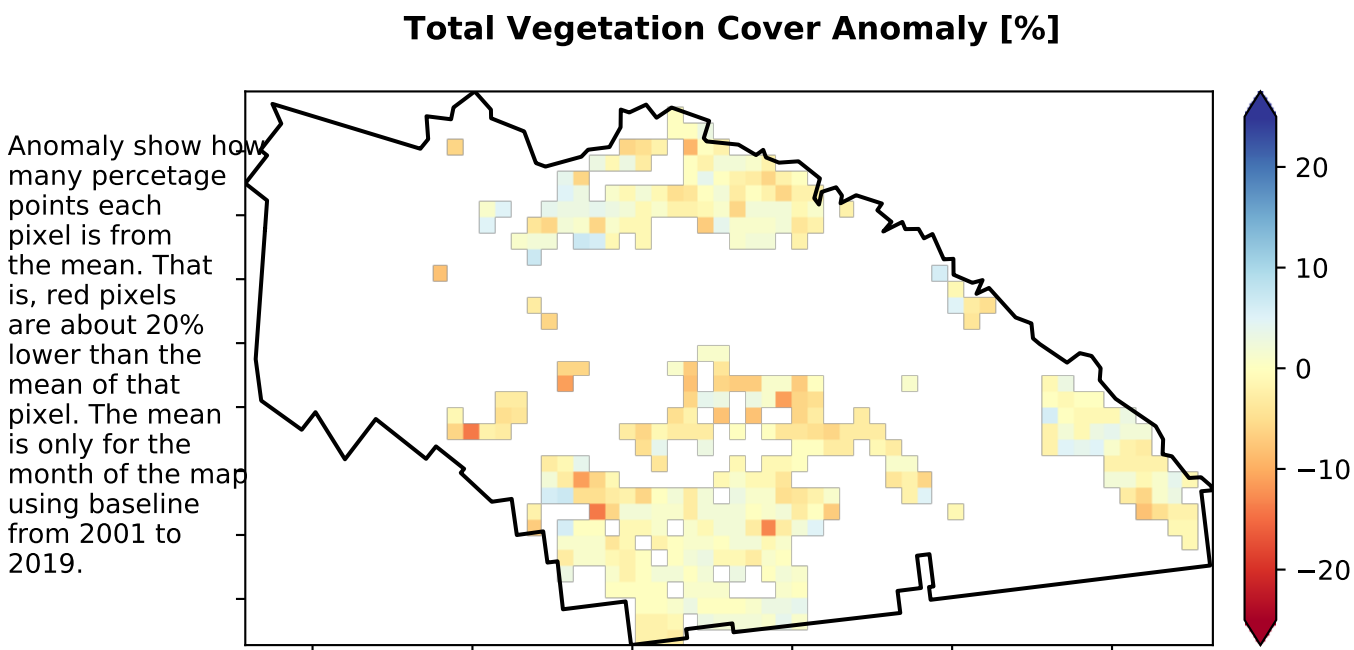 Total Vegetation Cover Anomaly [%]
Anomaly show how
many percetage
points each
pixel is from
the mean. That
is, red pixels
are about 20%
lower than the
mean of that
pixel. The mean
is only for the
month of the map
using baseline
from 2001 to
2019.
20
10
0
−10
−20